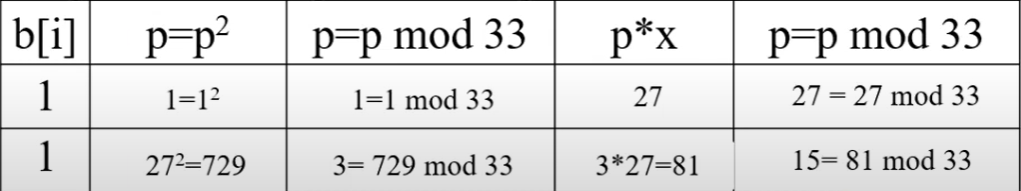 b[i] p=p² p=p mod 33 p*x p=p mod 33
1 1=1² 1=1 mod 33 27 27 = 27 mod 33
1 27²=729 3= 729 mod 33 3*27=81 15= 81 mod 33